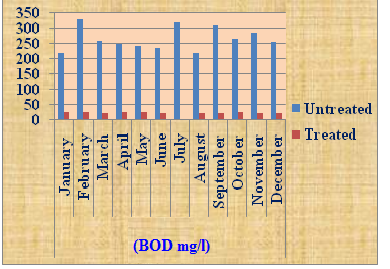 350
300
250
200
150
100
50
0
January
February
March
April
May
June
July
August
September
October
November
December
Untreated
Treated
(BOD mg/l)